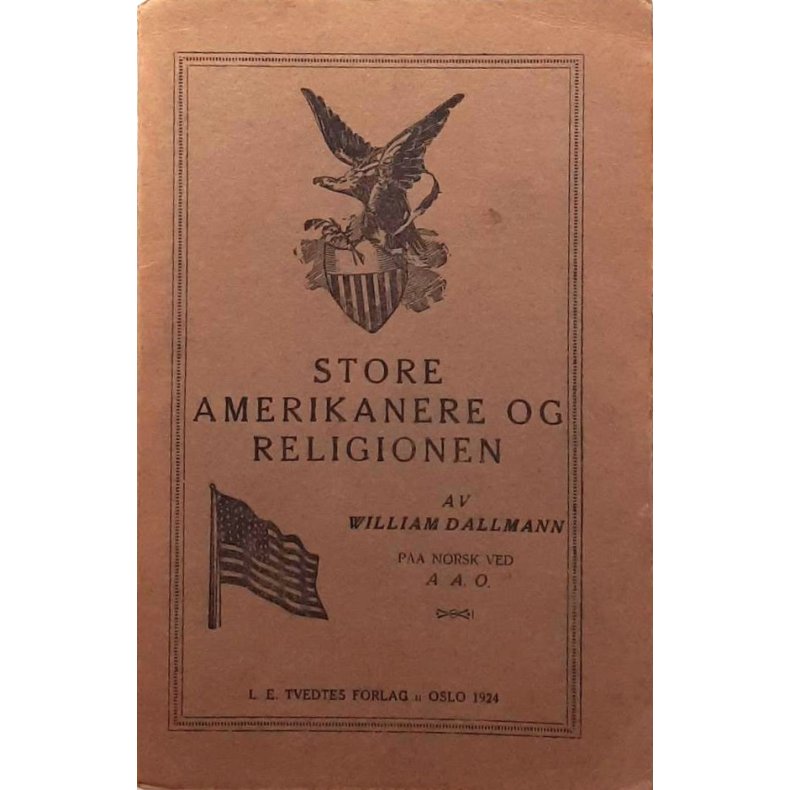 STORE
AMERIKANERE OG
RELIGIONEN
AV
WILLIAM DALLMANN
PAA NORSK VED
A A. O.
L. E. TVEDTES FORLAG :: OSLO 1924